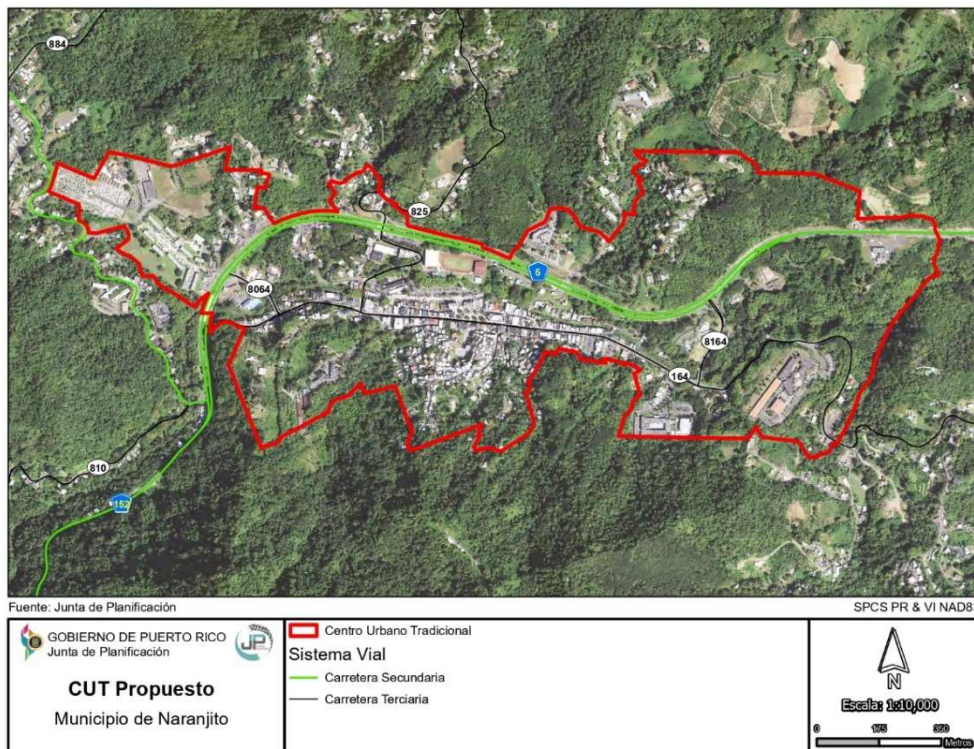 884
825
5
8064
8164
164
810
152
Fuente: Junta de Planificación
SPCS PR & VI NAD83
GOBIERNO DE PUERTO RICO
Junta de Planificación
JP
CUT Propuesto
Municipio de Naranjito
Centro Urbano Tradicional
Sistema Vial
Carretera Secundaria
Carretera Terciaria
N
Escala: 1:10,000
0 175 350
Metros